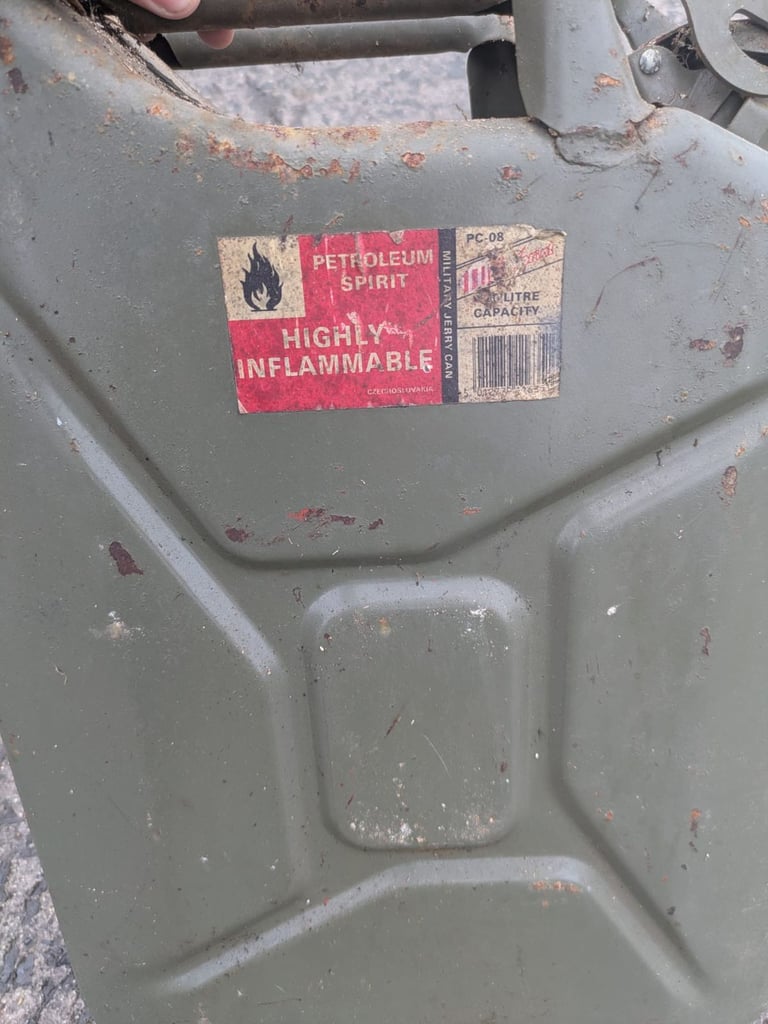 PETROLEUM
SPIRIT
HIGHLY
INFLAMMABLE
CZECHOSLOVAKIA
MILITARY JERRY CAN
PC-08
LITRE
CAPACITY